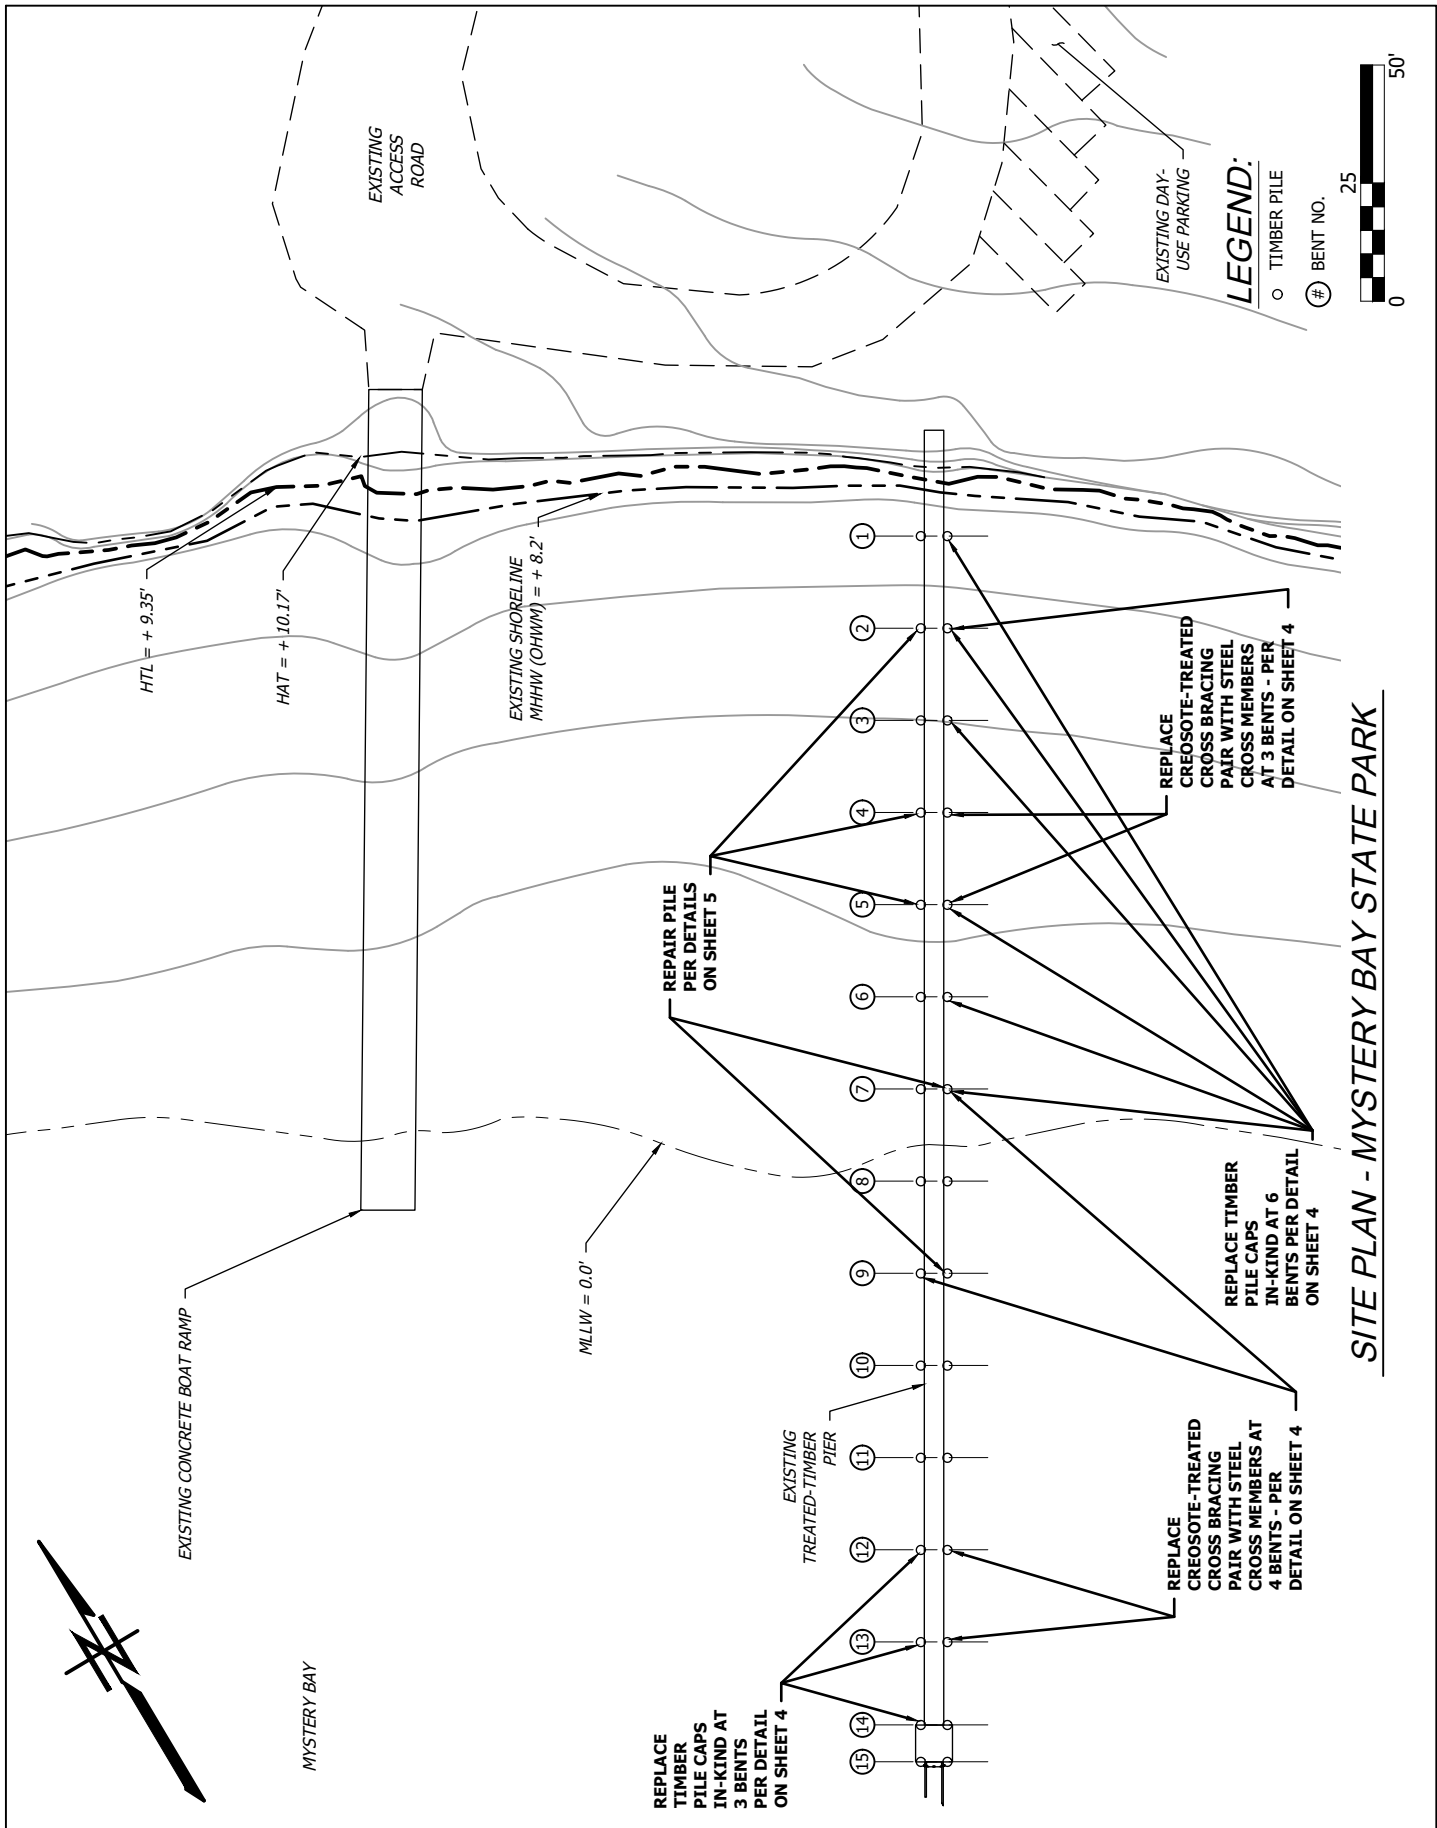 EXISTING
ACCESS
ROAD
EXISTING DAY-
USE PARKING
LEGEND:
TIMBER PILE
# BENT NO.
0
25
50'
HTL = + 9.35'
HAT = + 10.17'
EXISTING SHORELINE
MHHW (OHWM) = + 8.2'
EXISTING CONCRETE BOAT RAMP
MLLW = 0.0'
MYSTERY BAY
N
EXISTING
TREATED-TIMBER
PIER
1
2
3
4
5
6
7
8
9
10
11
12
13
14
15
REPAIR PILE
PER DETAILS
ON SHEET 5
REPLACE
CREOSOTE-TREATED
CROSS BRACING
PAIR WITH STEEL
CROSS MEMBERS
AT 3 BENTS - PER
DETAIL ON SHEET 4
REPLACE TIMBER
PILE CAPS
IN-KIND AT 6
BENTS PER DETAIL
ON SHEET 4
REPLACE
CREOSOTE-TREATED
CROSS BRACING
PAIR WITH STEEL
CROSS MEMBERS AT
4 BENTS - PER
DETAIL ON SHEET 4
REPLACE
TIMBER
PILE CAPS
IN-KIND AT
3 BENTS
PER DETAIL
ON SHEET 4
SITE PLAN - MYSTERY BAY STATE PARK